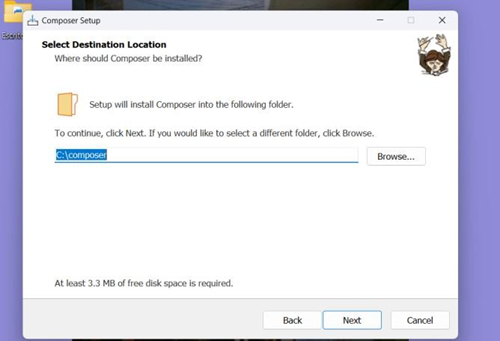 Composer Setup
Select Destination Location
Where should Composer be installed?
Setup will install Composer into the following folder.
To continue, click Next. If you would like to select a different folder, click Browse.
C:\composer
Browse...
At least 3.3 MB of free disk space is required.
Back
Next
Cancel